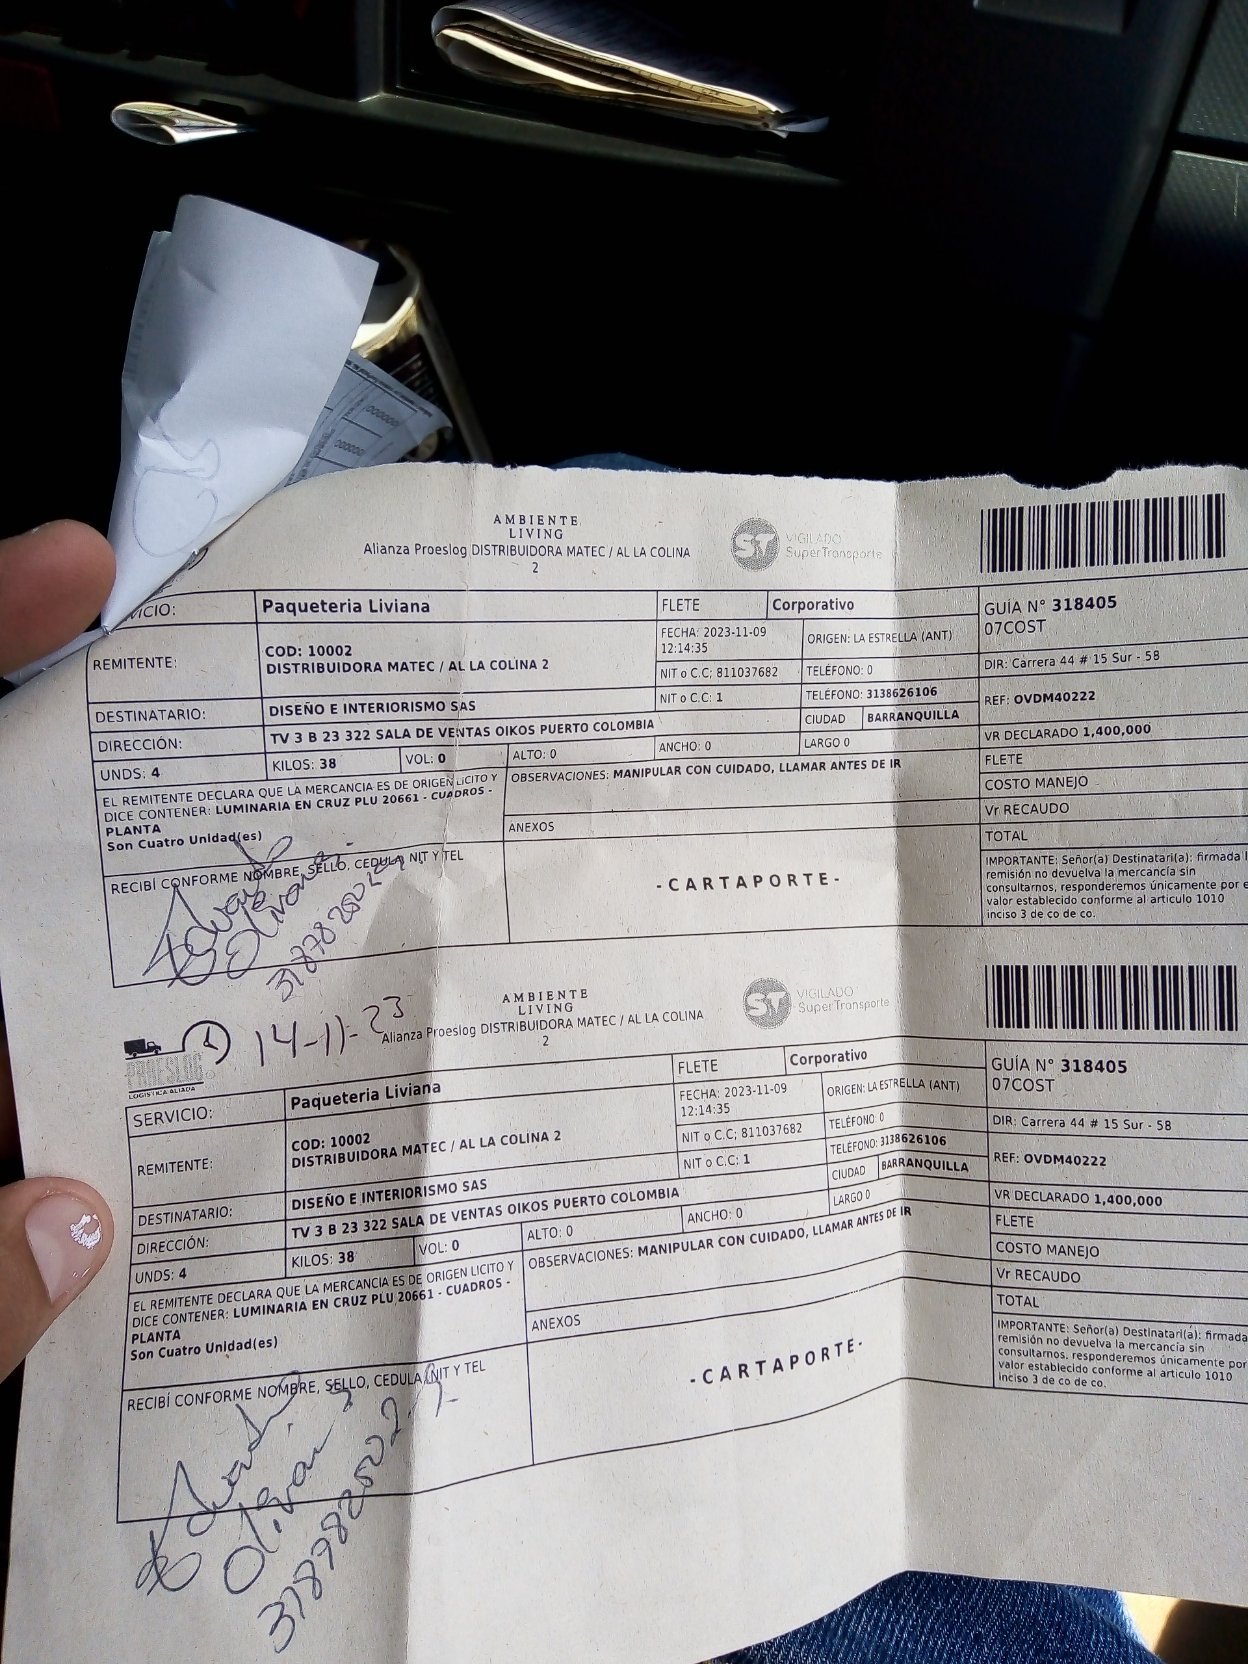 AMBIENTE
LIVING
Alianza Proeslog DISTRIBUIDORA MATEC / AL LA COLINA
2
ST VIGILADO
SuperTransporte
VICIO: Paqueteria Liviana FLETE Corporativo
GUÍA N° 318405
07COST
REMITENTE: COD: 10002
DISTRIBUIDORA MATEC / AL LA COLINA 2
FECHA: 2023-11-09
12:14:35
ORIGEN: LA ESTRELLA (ANT)
NIT o C.C: 811037682 TELÉFONO: 0
DIR: Carrera 44 # 15 Sur - 58
DESTINATARIO: DISEÑO E INTERIORISMO SAS NIT o C.C: 1 TELÉFONO: 3138626106
REF: OVDM40222
DIRECCIÓN: TV 3 B 23 322 SALA DE VENTAS OIKOS PUERTO COLOMBIA CIUDAD BARRANQUILLA
VR DECLARADO 1,400,000
UNDS: 4 KILOS: 38 VOL: 0 ALTO: 0 ANCHO: 0 LARGO 0
FLETE
EL REMITENTE DECLARA QUE LA MERCANCIA ES DE ORIGEN LICITO Y
DICE CONTENER: LUMINARIA EN CRUZ PLU 20661 - CUADROS -
PLANTA
Son Cuatro Unidad(es)
OBSERVACIONES: MANIPULAR CON CUIDADO, LLAMAR ANTES DE IR
COSTO MANEJO
Vr RECAUDO
ANEXOS
TOTAL
RECIBÍ CONFORME NOMBRE, SELLO, CEDULA, NIT Y TEL
-CARTAPORTE-
IMPORTANTE: Señor(a) Destinatari(a): firmada l
remisión no devuelva la mercancía sin
consultarnos, responderemos únicamente por e
valor establecido conforme al articulo 1010
inciso 3 de co de co.
14-11-23
PROESLOG
LOGISTICA ALIADA
AMBIENTE
LIVING
Alianza Proeslog DISTRIBUIDORA MATEC / AL LA COLINA
2
ST VIGILADO
SuperTransporte
SERVICIO: Paqueteria Liviana FLETE Corporativo
GUÍA N° 318405
07COST
REMITENTE: COD: 10002
DISTRIBUIDORA MATEC / AL LA COLINA 2
FECHA: 2023-11-09
12:14:35
ORIGEN: LA ESTRELLA (ANT)
NIT o C.C: 811037682 TELÉFONO: 0
DIR: Carrera 44 # 15 Sur - 58
DESTINATARIO: DISEÑO E INTERIORISMO SAS NIT o C.C: 1 TELÉFONO: 3138626106
REF: OVDM40222
DIRECCIÓN: TV 3 B 23 322 SALA DE VENTAS OIKOS PUERTO COLOMBIA CIUDAD BARRANQUILLA
VR DECLARADO 1,400,000
UNDS: 4 KILOS: 38 VOL: 0 ALTO: 0 ANCHO: 0 LARGO 0
FLETE
EL REMITENTE DECLARA QUE LA MERCANCIA ES DE ORIGEN LICITO Y
DICE CONTENER: LUMINARIA EN CRUZ PLU 20661 - CUADROS -
PLANTA
Son Cuatro Unidad(es)
OBSERVACIONES: MANIPULAR CON CUIDADO, LLAMAR ANTES DE IR
COSTO MANEJO
Vr RECAUDO
ANEXOS
TOTAL
RECIBÍ CONFORME NOMBRE, SELLO, CEDULA, NIT Y TEL
-CARTAPORTE-
IMPORTANTE: Señor(a) Destinatari(a): firmada
remisión no devuelva la mercancía sin
consultarnos, responderemos únicamente por
valor establecido conforme al articulo 1010
inciso 3 de co de co.